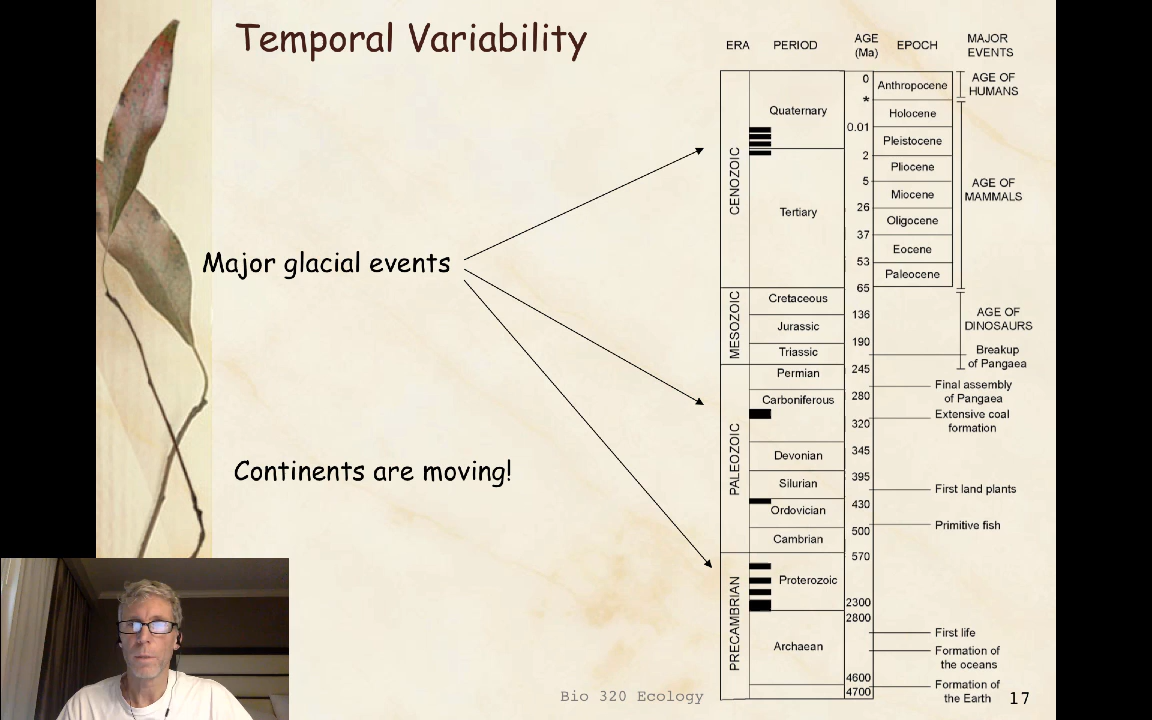 Temporal Variability
Major glacial events
Continents are moving!
ERA PERIOD AGE (Ma) EPOCH MAJOR EVENTS
CENOZOIC
Quaternary
Tertiary
MESOZOIC
Cretaceous
Jurassic
Triassic
PALEOZOIC
Permian
Carboniferous
Devonian
Silurian
Ordovician
Cambrian
PRECAMBRIAN
Proterozoic
Archaean
0
*
0.01
2
5
26
37
53
65
136
190
245
280
320
345
395
430
500
570
2300
2800
4600
4700
Anthropocene
Holocene
Pleistocene
Pliocene
Miocene
Oligocene
Eocene
Paleocene
AGE OF
HUMANS
AGE OF
MAMMALS
AGE OF
DINOSAURS
Breakup
of Pangaea
Final assembly
of Pangaea
Extensive coal
formation
First land plants
Primitive fish
First life
Formation of
the oceans
Formation of
the Earth
Bio 320 Ecology
17